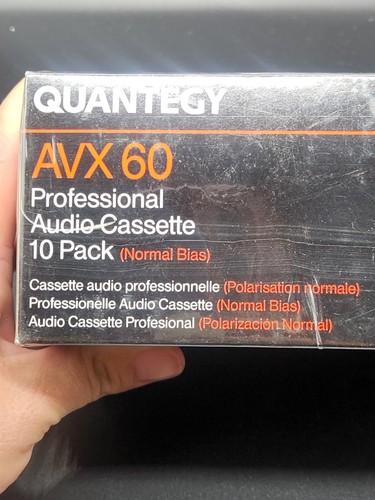 QUANTEGY
AVX 60
Professional
Audio Cassette
10 Pack (Normal Bias)
Cassette audio professionnelle (Polarisation normale)
Professionelle Audio Cassette (Normal Bias)
Audio Cassette Profesional (Polarización Normal)